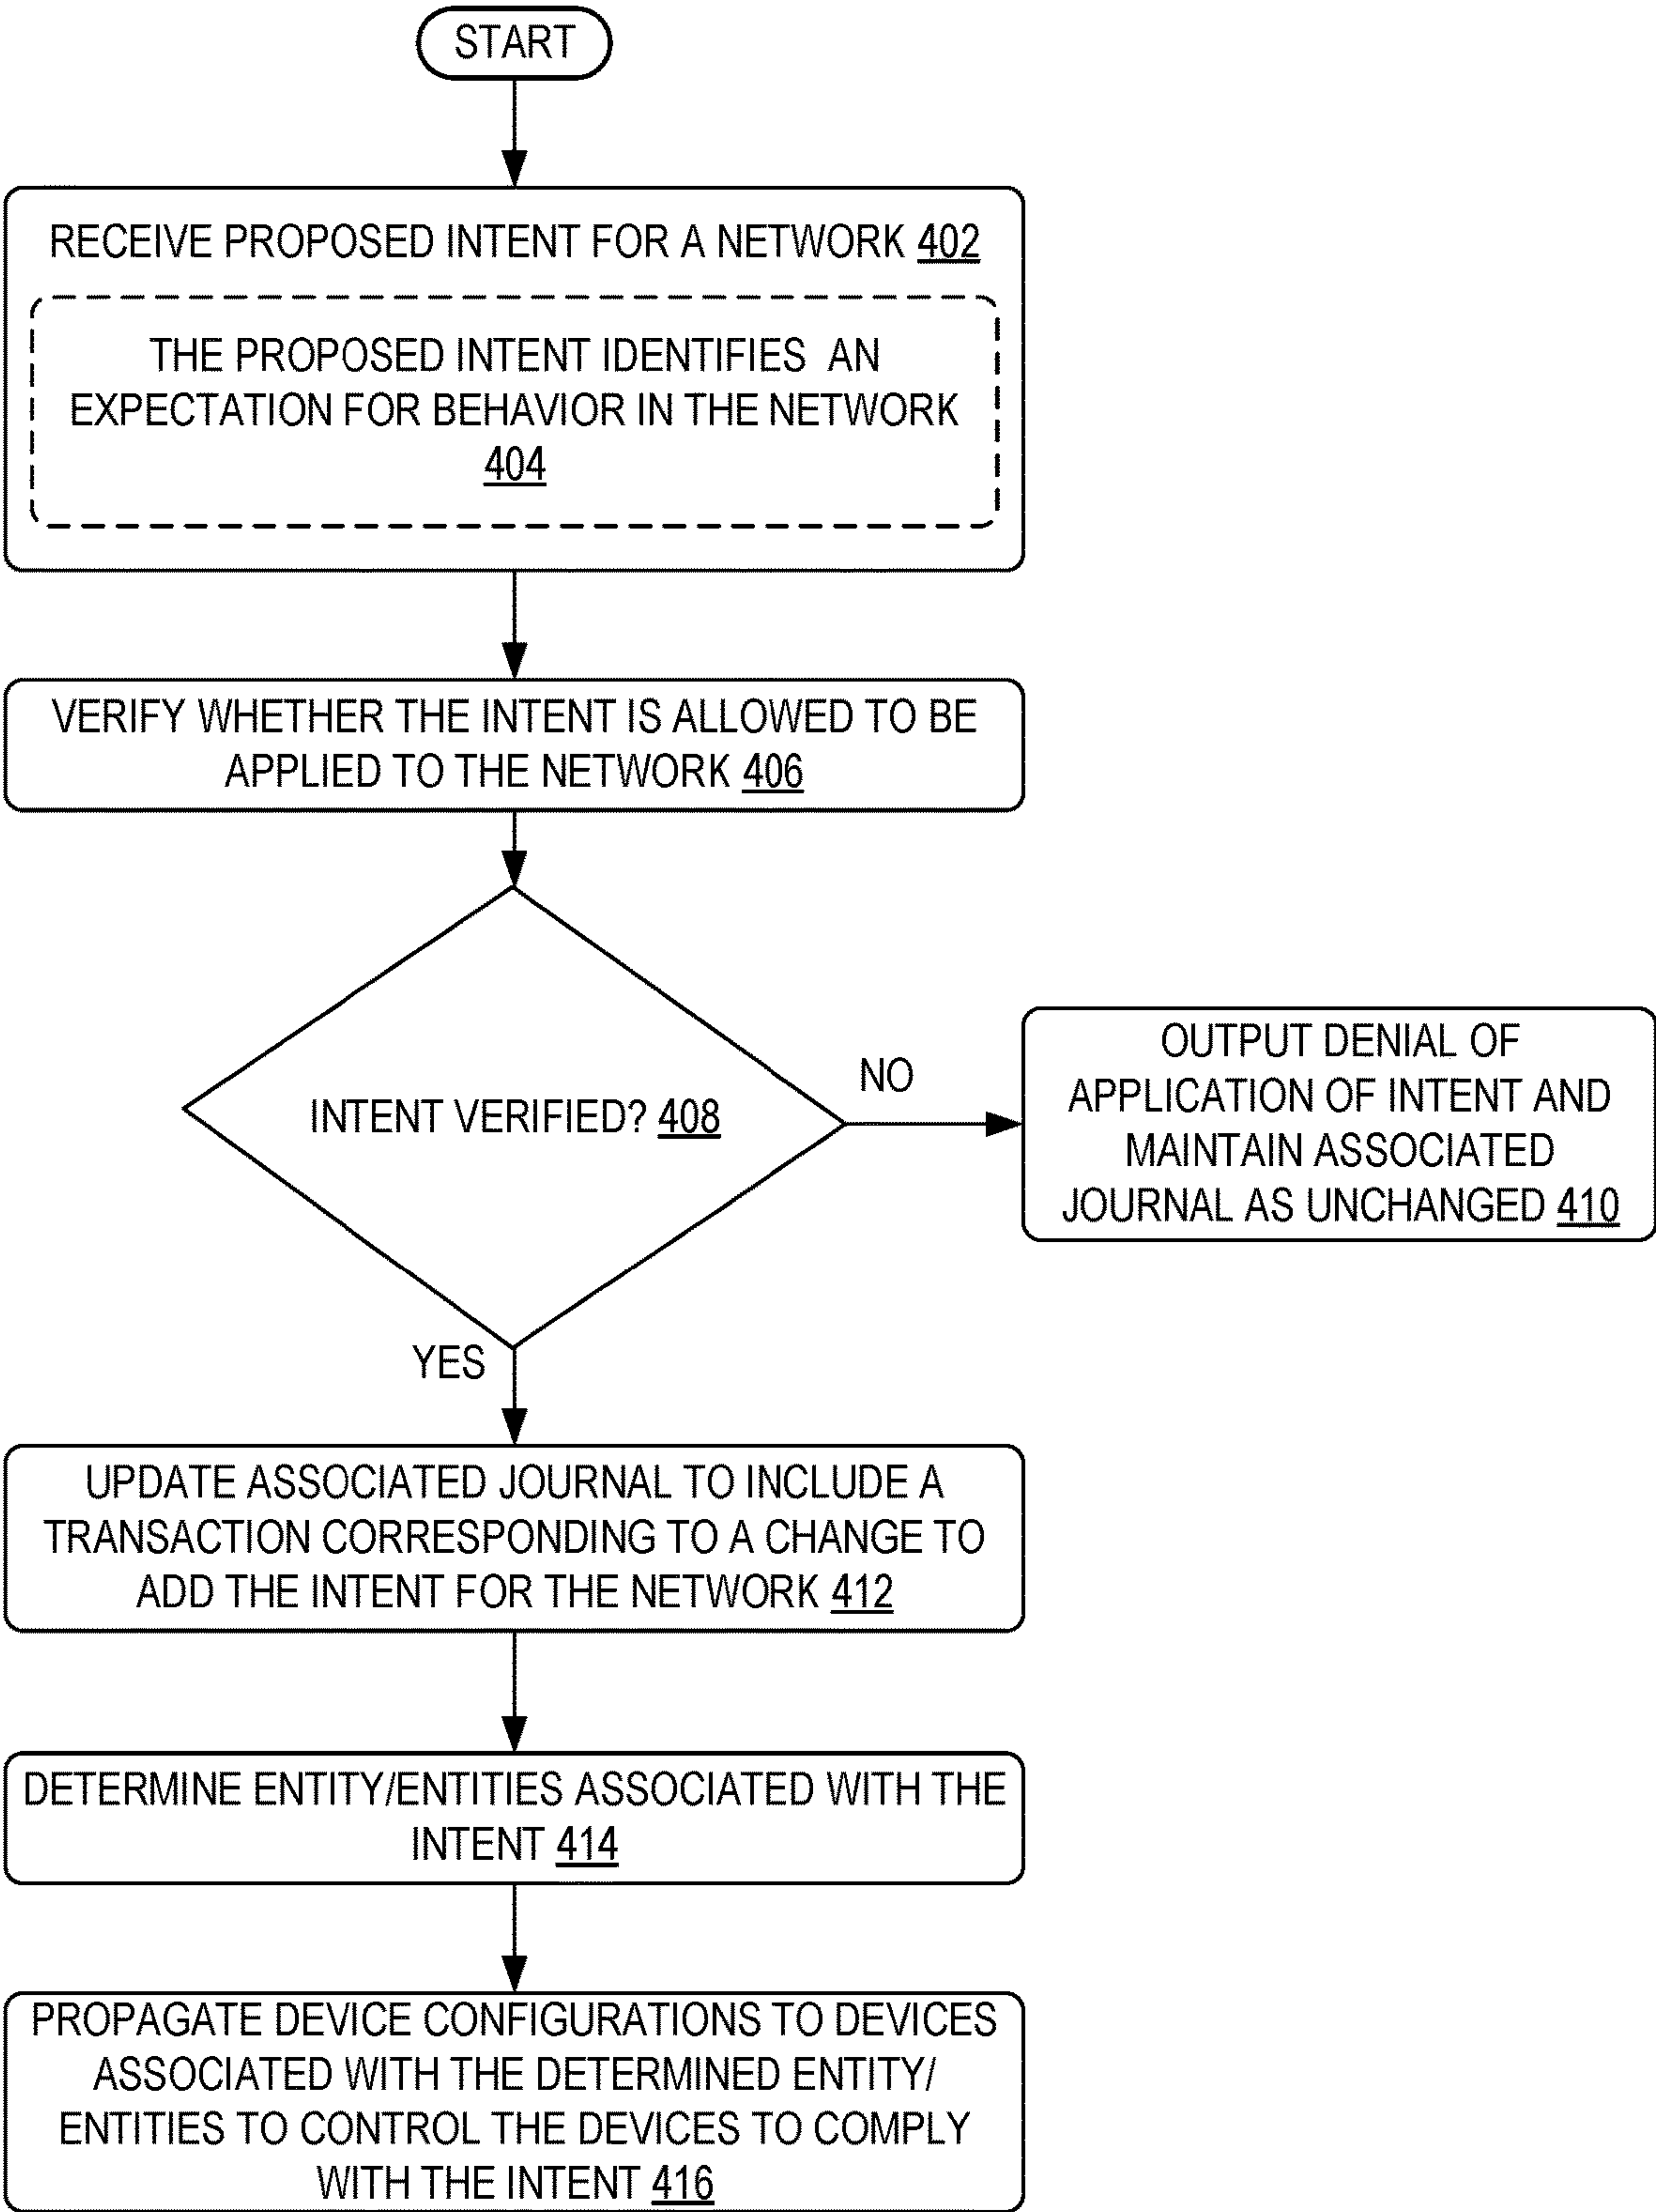 START
RECEIVE PROPOSED INTENT FOR A NETWORK 402
THE PROPOSED INTENT IDENTIFIES AN
EXPECTATION FOR BEHAVIOR IN THE NETWORK
404
VERIFY WHETHER THE INTENT IS ALLOWED TO BE
APPLIED TO THE NETWORK 406
INTENT VERIFIED? 408
NO
OUTPUT DENIAL OF
APPLICATION OF INTENT AND
MAINTAIN ASSOCIATED
JOURNAL AS UNCHANGED 410
YES
UPDATE ASSOCIATED JOURNAL TO INCLUDE A
TRANSACTION CORRESPONDING TO A CHANGE TO
ADD THE INTENT FOR THE NETWORK 412
DETERMINE ENTITY/ENTITIES ASSOCIATED WITH THE
INTENT 414
PROPAGATE DEVICE CONFIGURATIONS TO DEVICES
ASSOCIATED WITH THE DETERMINED ENTITY/
ENTITIES TO CONTROL THE DEVICES TO COMPLY
WITH THE INTENT 416